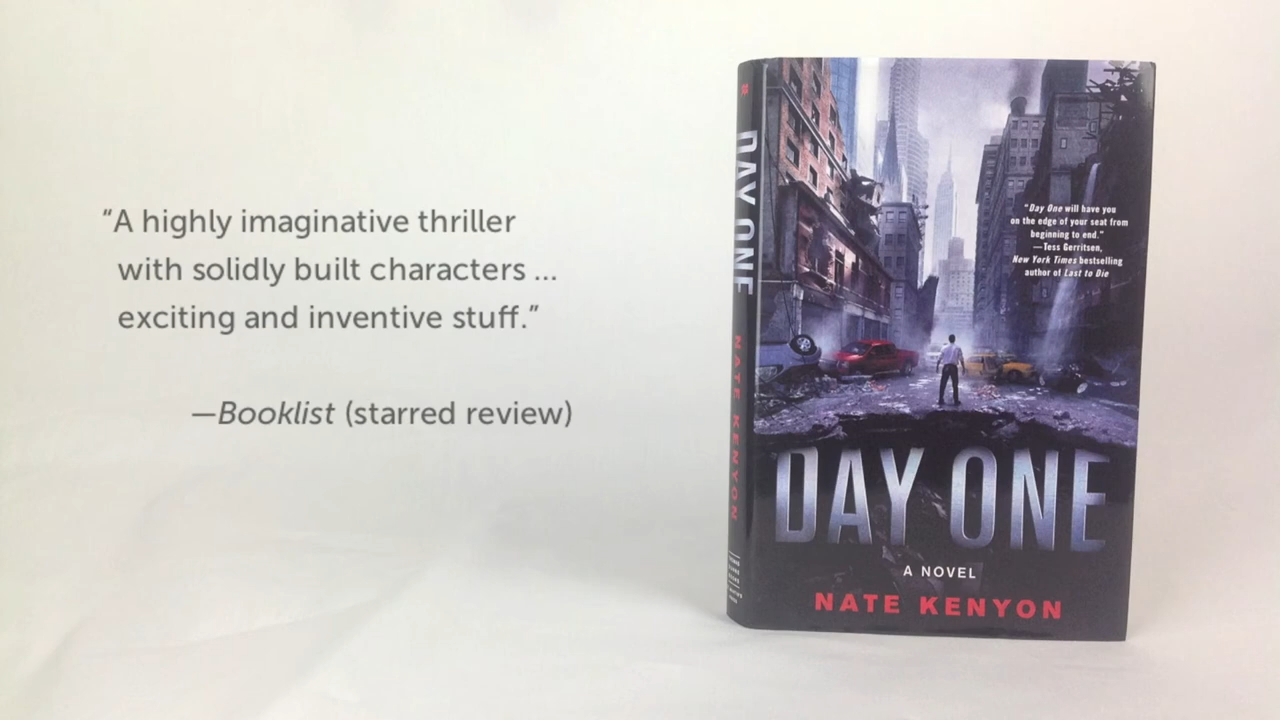 “A highly imaginative thriller
with solidly built characters ...
exciting and inventive stuff.”
—Booklist (starred review)
DAY ONE
NATE KENYON
“Day One will have you
on the edge of your seat from
beginning to end.”
—Tess Gerritsen,
New York Times bestselling
author of Last to Die
DAY ONE
A NOVEL
NATE KENYON